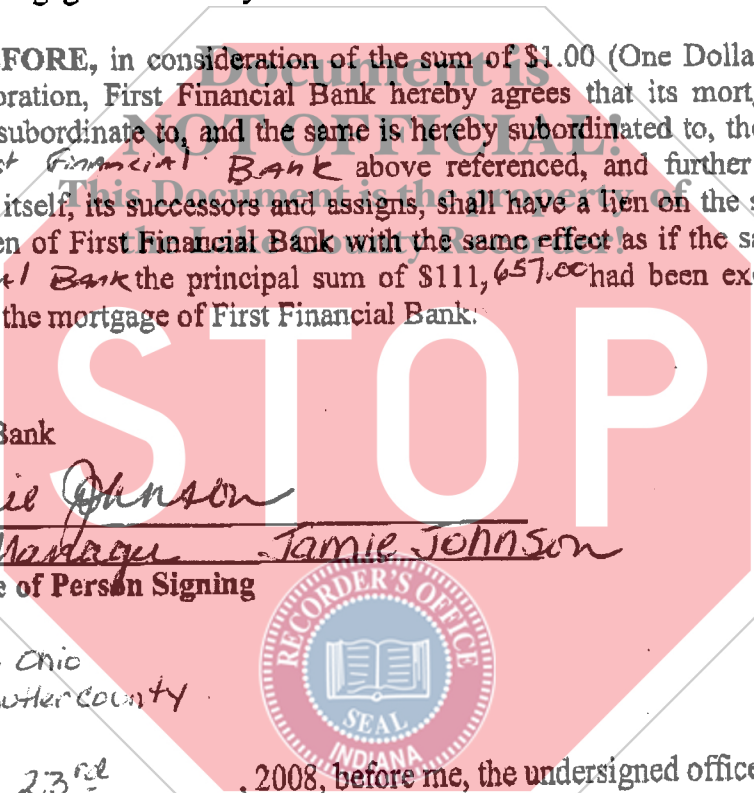 FORE, in consideration of the sum of $1.00 (One Dolla
Document is
oration, First Financial Bank hereby agrees that its mortg
subordinate to, and the same is hereby subordinated to, the
NOT OFFICIAL!
st Financial Bank above referenced, and further
This Document is the property of
itself, its successors and assigns, shall have a lien on the s
the Lake County Recorder!
en of First Financial Bank with the same effect as if the sa
al Bank the principal sum of $111,657.00 had been exe
the mortgage of First Financial Bank.
STOP
Bank
ie Johnson
Manager Jamie Johnson
e of Person Signing
RECORDER'S OFFICE
Ohio
utler County
SEAL
INDIANA
23rd , 2008, before me, the undersigned office